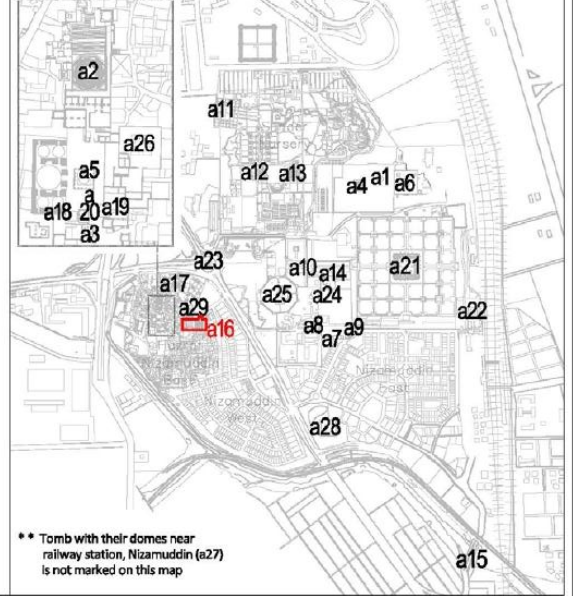 a2
a26
a5
a
20
a18
a19
a3
a11
a12
a13
a4
a1
a6
a23
a10
a14
a21
a17
a25
a24
a29
a16
a22
a8
a9
a7
Nizamuddin
East
Nizamuddin
East
Nizamuddin
West
a28
a15
* * Tomb with their domes near
railway station, Nizamuddin (a27)
is not marked on this map